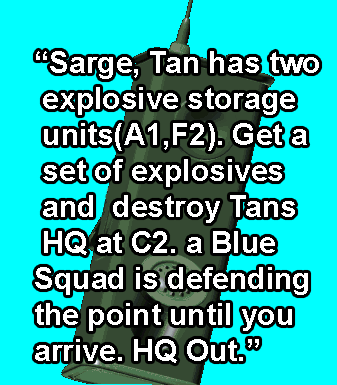 “Sarge, Tan has two
explosive storage
units(A1,F2). Get a
set of explosives
and  destroy Tans
HQ at C2. a Blue
Squad is defending
the point until you
arrive. HQ Out.”